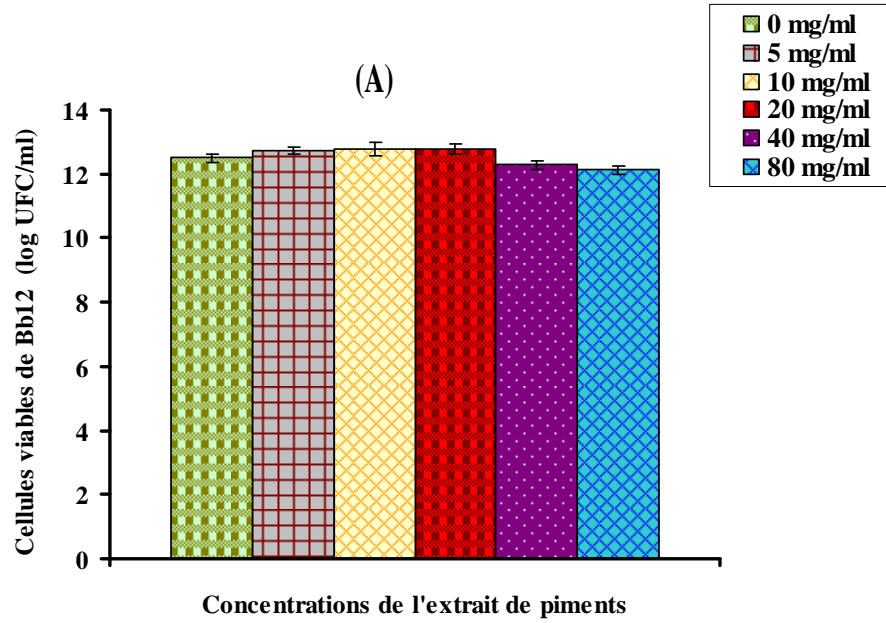 0 mg/ml
5 mg/ml
10 mg/ml
20 mg/ml
40 mg/ml
80 mg/ml
(A)
14
12
10
8
6
4
2
0
Cellules viables de Bb12 (log UFC/ml)
Concentrations de l'extrait de piments